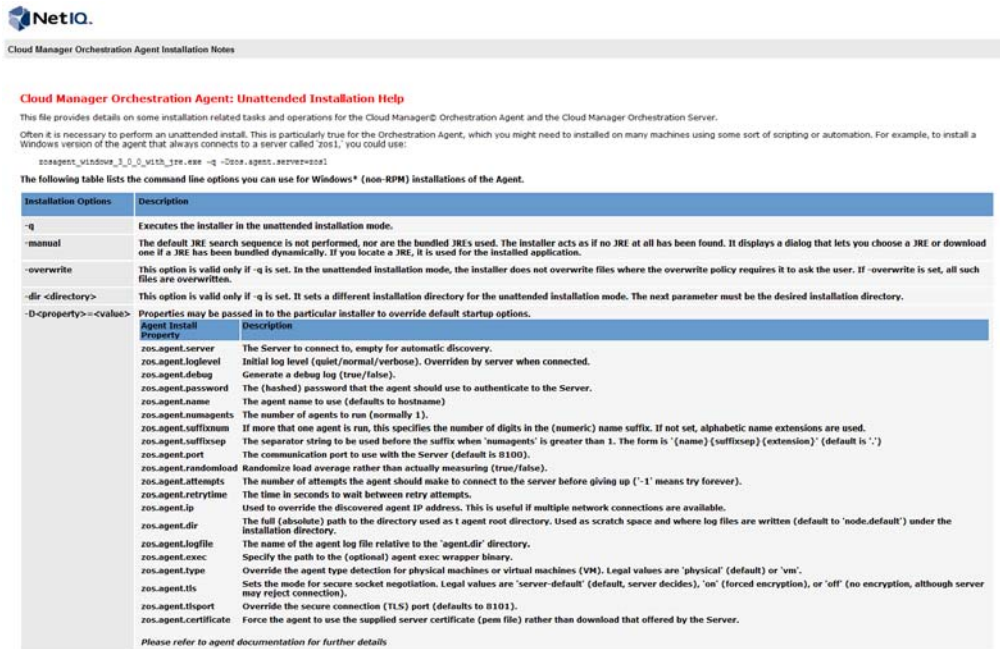 NetIQ.
Cloud Manager Orchestration Agent Installation Notes
Cloud Manager Orchestration Agent: Unattended Installation Help
This file provides details on some installation related tasks and operations for the Cloud Manager© Orchestration Agent and the Cloud Manager Orchestration Server.
Often it is necessary to perform an unattended install. This is particularly true for the Orchestration Agent, which you might need to installed on many machines using some sort of scripting or automation. For example, to install a
Windows version of the agent that always connects to a server called 'zos1,' you could use:
zosagent_windows_3_0_0_with_jre.exe -q -Dzos.agent.server=zos1
The following table lists the command line options you can use for Windows* (non-RPM) installations of the Agent.
Installation Options Description
-q Executes the installer in the unattended installation mode.
-manual The default JRE search sequence is not performed, nor are the bundled JREs used. The installer acts as if no JRE at all has been found. It displays a dialog that lets you choose a JRE or download
one if a JRE has been bundled dynamically. If you locate a JRE, it is used for the installed application.
-overwrite This option is valid only if -q is set. In the unattended installation mode, the installer does not overwrite files where the overwrite policy requires it to ask the user. If -overwrite is set, all such
files are overwritten.
-dir <directory> This option is valid only if -q is set. It sets a different installation directory for the unattended installation mode. The next parameter must be the desired installation directory.
-D<property>=<value> Properties may be passed in to the particular installer to override default startup options.
Agent Install Property Description
zos.agent.server The Server to connect to, empty for automatic discovery.
zos.agent.loglevel Initial log level (quiet/normal/verbose). Overriden by server when connected.
zos.agent.debug Generate a debug log (true/false).
zos.agent.password The (hashed) password that the agent should use to authenticate to the Server.
zos.agent.name The agent name to use (defaults to hostname)
zos.agent.numagents The number of agents to run (normally 1).
zos.agent.suffixnum If more that one agent is run, this specifies the number of digits in the (numeric) name suffix. If not set, alphabetic name extensions are used.
zos.agent.suffixsep The separator string to be used before the suffix when 'numagents' is greater than 1. The form is '{name}{suffixsep}{extension}' (default is '.')
zos.agent.port The communication port to use with the Server (default is 8100).
zos.agent.randomload Randomize load average rather than actually measuring (true/false).
zos.agent.attempts The number of attempts the agent should make to connect to the server before giving up ('-1' means try forever).
zos.agent.retrytime The time in seconds to wait between retry attempts.
zos.agent.ip Used to override the discovered agent IP address. This is useful if multiple network connections are available.
zos.agent.dir The full (absolute) path to the directory used as t agent root directory. Used as scratch space and where log files are written (default to 'node.default') under the
installation directory.
zos.agent.logfile The name of the agent log file relative to the 'agent.dir' directory.
zos.agent.exec Specify the path to the (optional) agent exec wrapper binary.
zos.agent.type Override the agent type detection for physical machines or virtual machines (VM). Legal values are 'physical' (default) or 'vm'.
zos.agent.tls Sets the mode for secure socket negotiation. Legal values are 'server-default' (default, server decides), 'on' (forced encryption), or 'off' (no encryption, although server
may reject connection).
zos.agent.tlsport Override the secure connection (TLS) port (defaults to 8101).
zos.agent.certificate Force the agent to use the supplied server certificate (pem file) rather than download that offered by the Server.
Please refer to agent documentation for further details